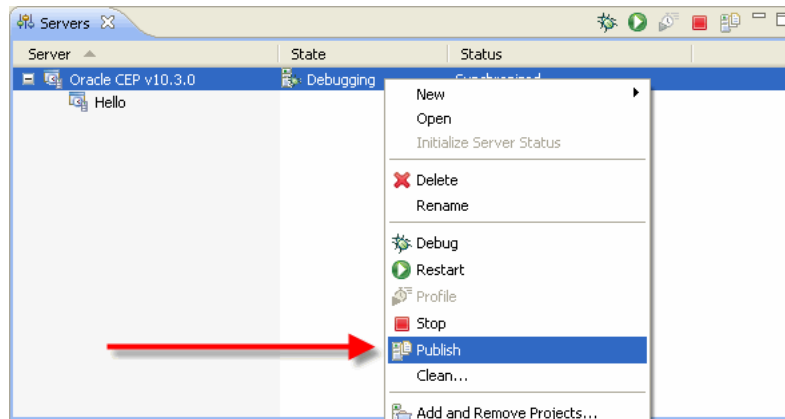 Servers
Server State Status
Oracle CEP v10.3.0 Debugging Synchronized
Hello
New
Open
Initialize Server Status
Delete
Rename
Debug
Restart
Profile
Stop
Publish
Clean...
Add and Remove Projects...